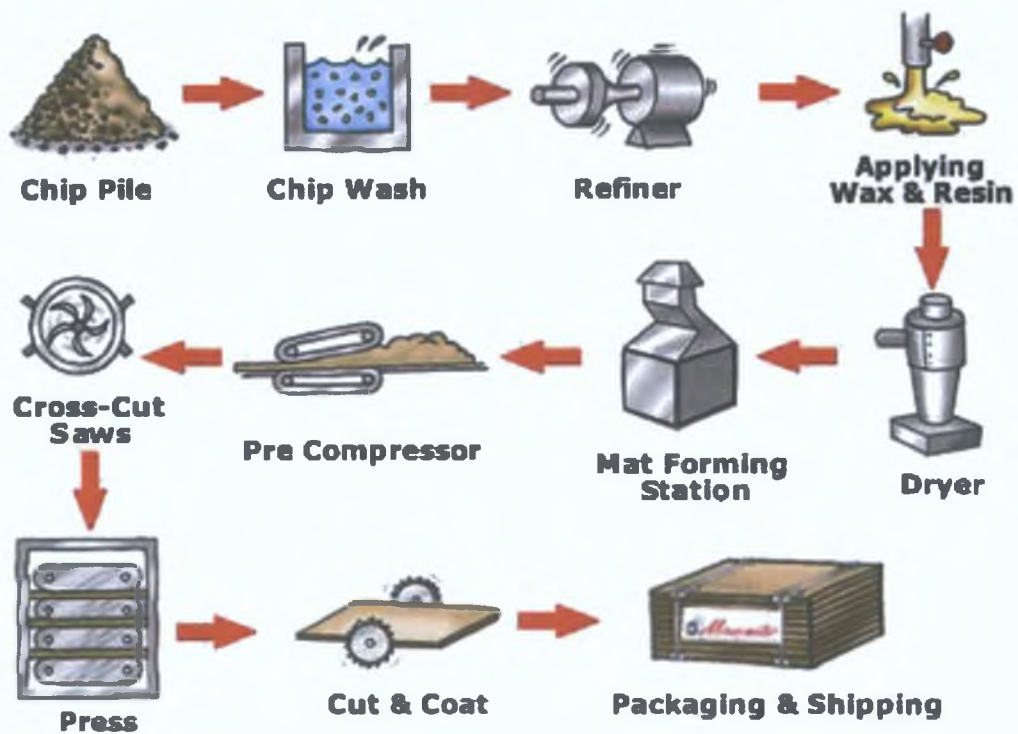 Chip Pile
Chip Wash
Refiner
Applying
Wax & Resin
Cross-Cut
Saws
Pre Compressor
Mat Forming
Station
Dryer
Press
Cut & Coat
Packaging & Shipping